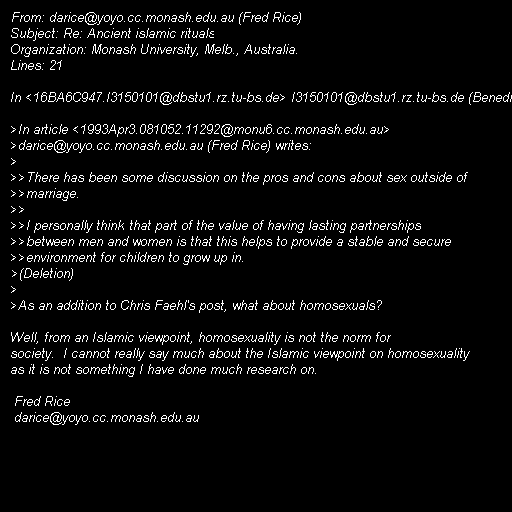 From: darice@yoyo.cc.monash.edu.au (Fred Rice)
Subject: Re: Ancient islamic rituals
Organization: Monash University, Melb., Australia.
Lines: 21

In <16BA6C947.I3150101@dbstu1.rz.tu-bs.de> I3150101@dbstu1.rz.tu-bs.de (Bened

>In article <1993Apr3.081052.11292@monu6.cc.monash.edu.au>
>darice@yoyo.cc.monash.edu.au (Fred Rice) writes:
>
>>There has been some discussion on the pros and cons about sex outside of
>>marriage.
>>
>>I personally think that part of the value of having lasting partnerships
>>between men and women is that this helps to provide a stable and secure
>>environment for children to grow up in.
>(Deletion)
>
>As an addition to Chris Faehl's post, what about homosexuals?

Well, from an Islamic viewpoint, homosexuality is not the norm for
society.  I cannot really say much about the Islamic viewpoint on homosexuality
as it is not something I have done much research on.

Fred Rice
darice@yoyo.cc.monash.edu.au